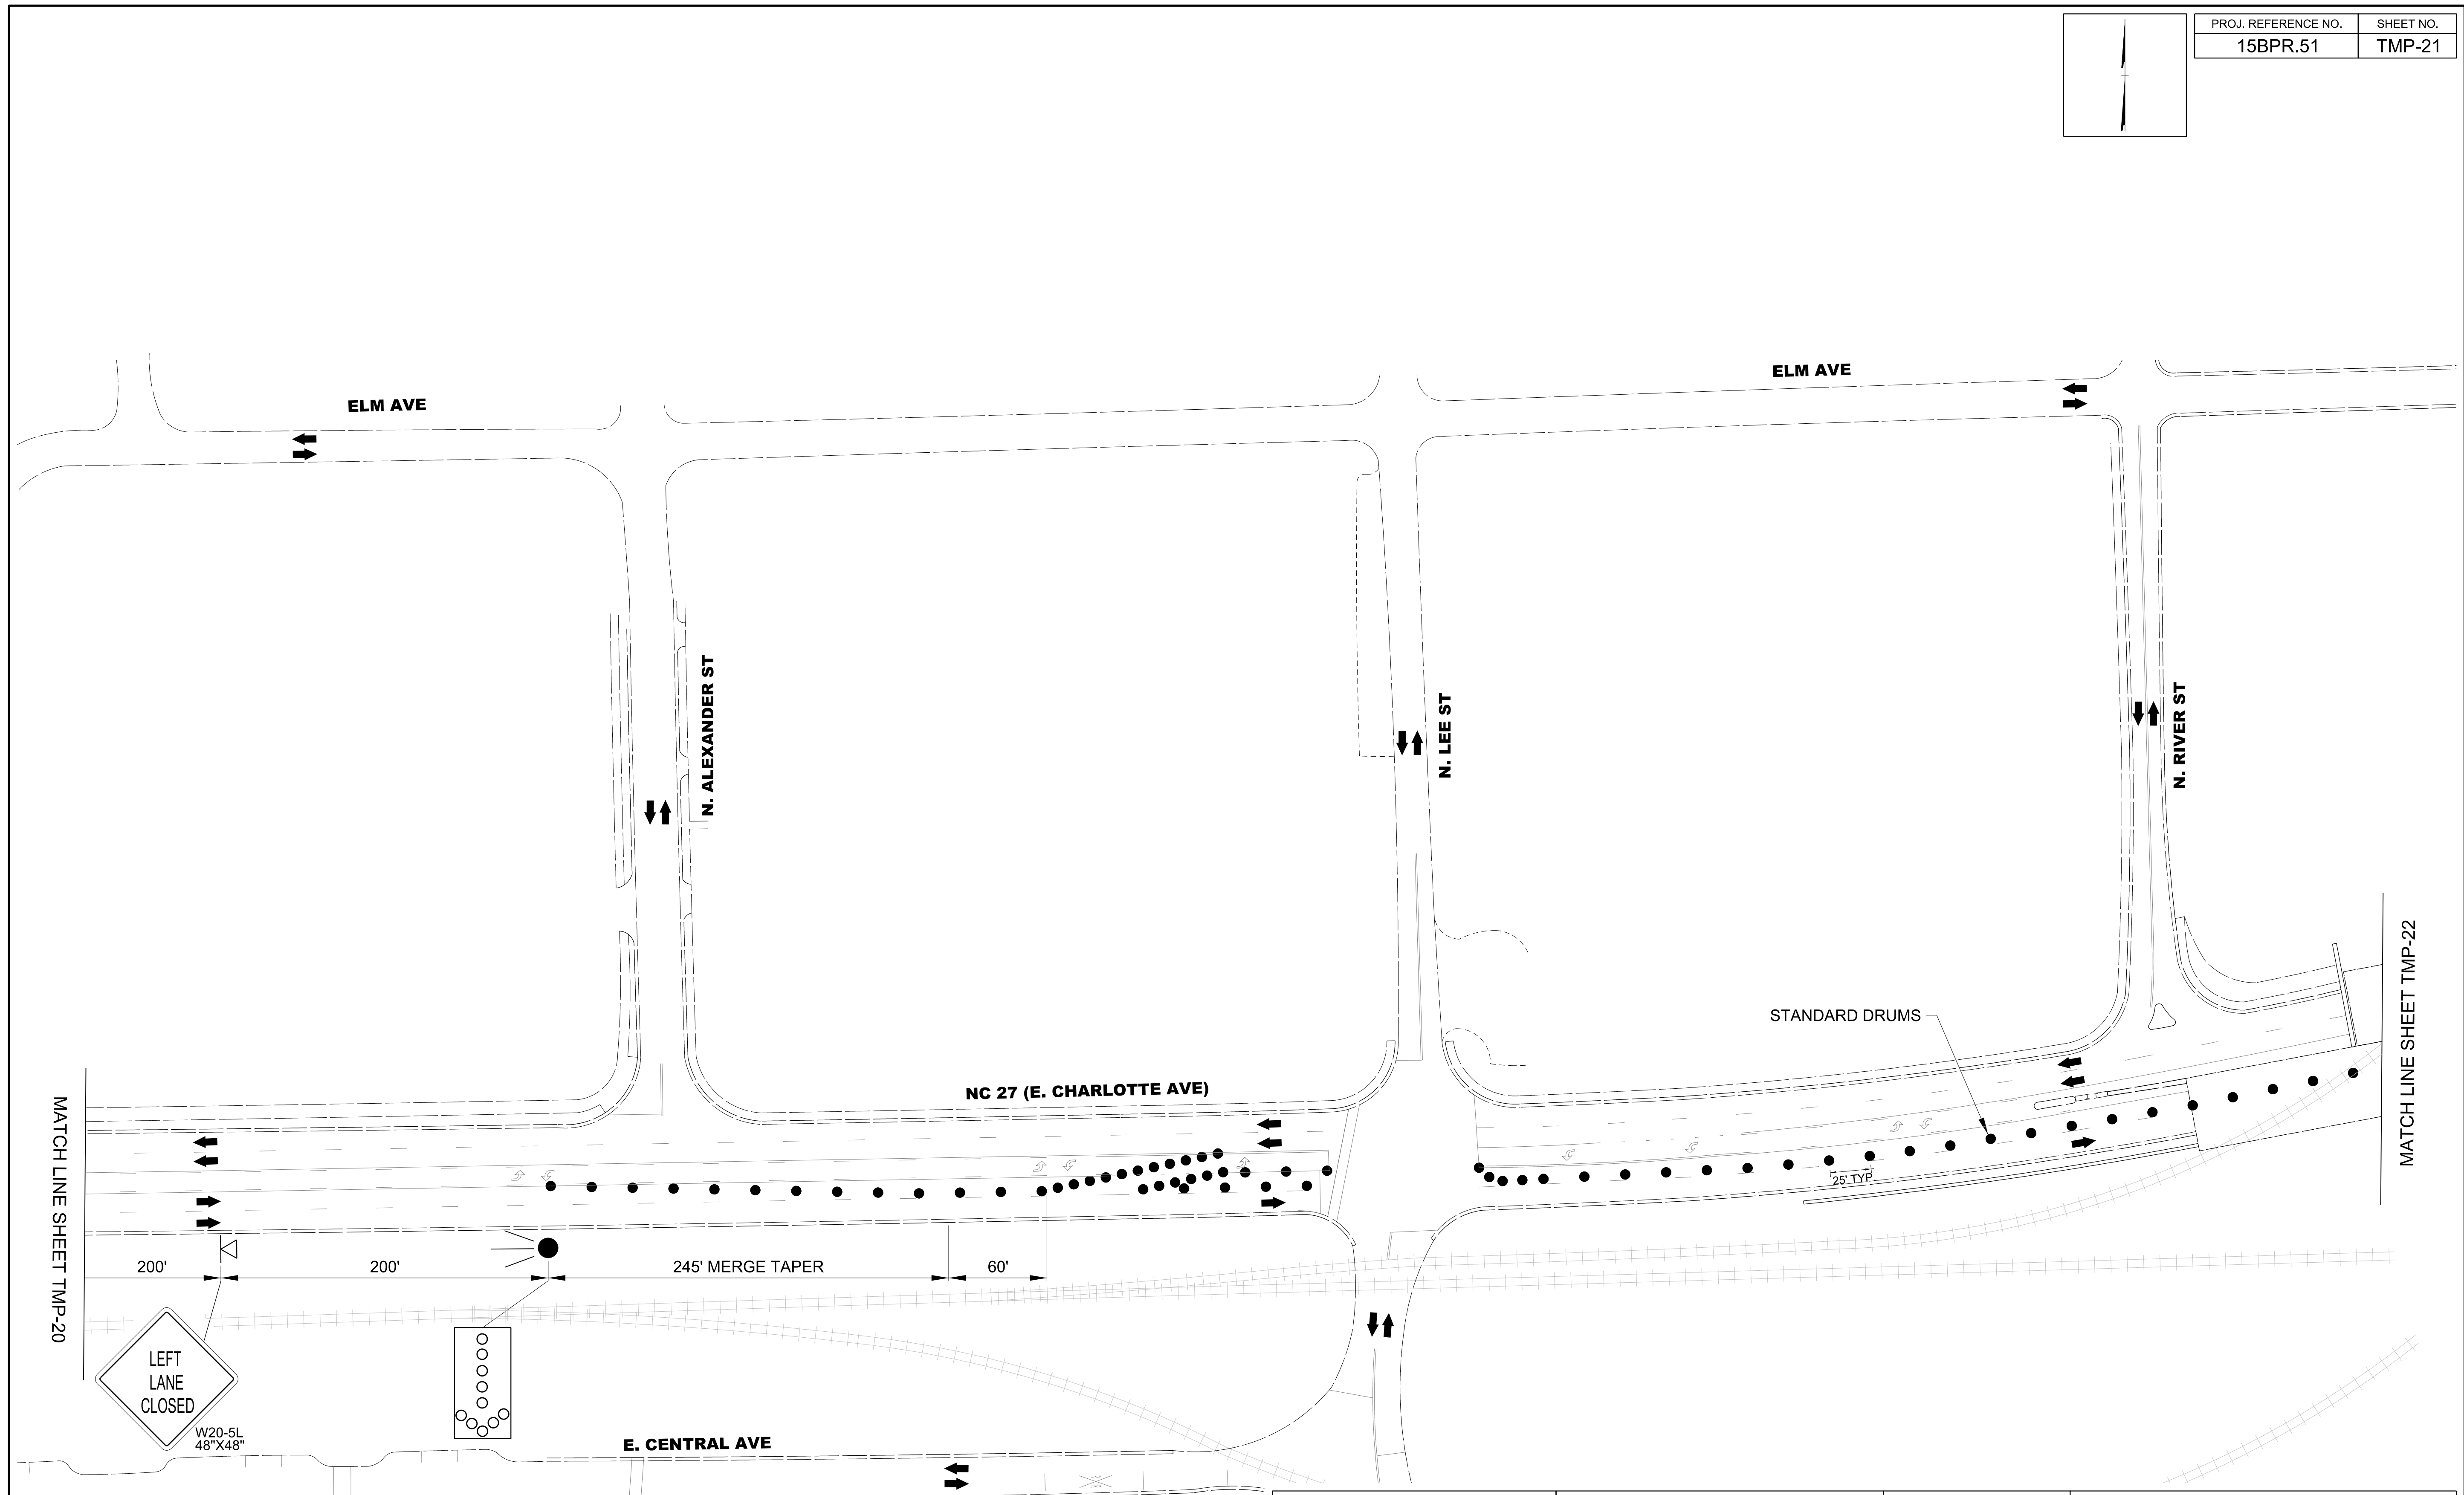 PROJ. REFERENCE NO.
SHEET NO.
15BPR.51
TMP-21
ELM AVE
ELM AVE
N. ALEXANDER ST
N. LEE ST
N. RIVER ST
MATCH LINE SHEET TMP-22
STANDARD DRUMS
NC 27 (E. CHARLOTTE AVE)
MATCH LINE SHEET TMP-20
25' TYP.
200'
200'
245' MERGE TAPER
60'
LEFT
LANE
CLOSED
W20-5L
48"X48"
E. CENTRAL AVE